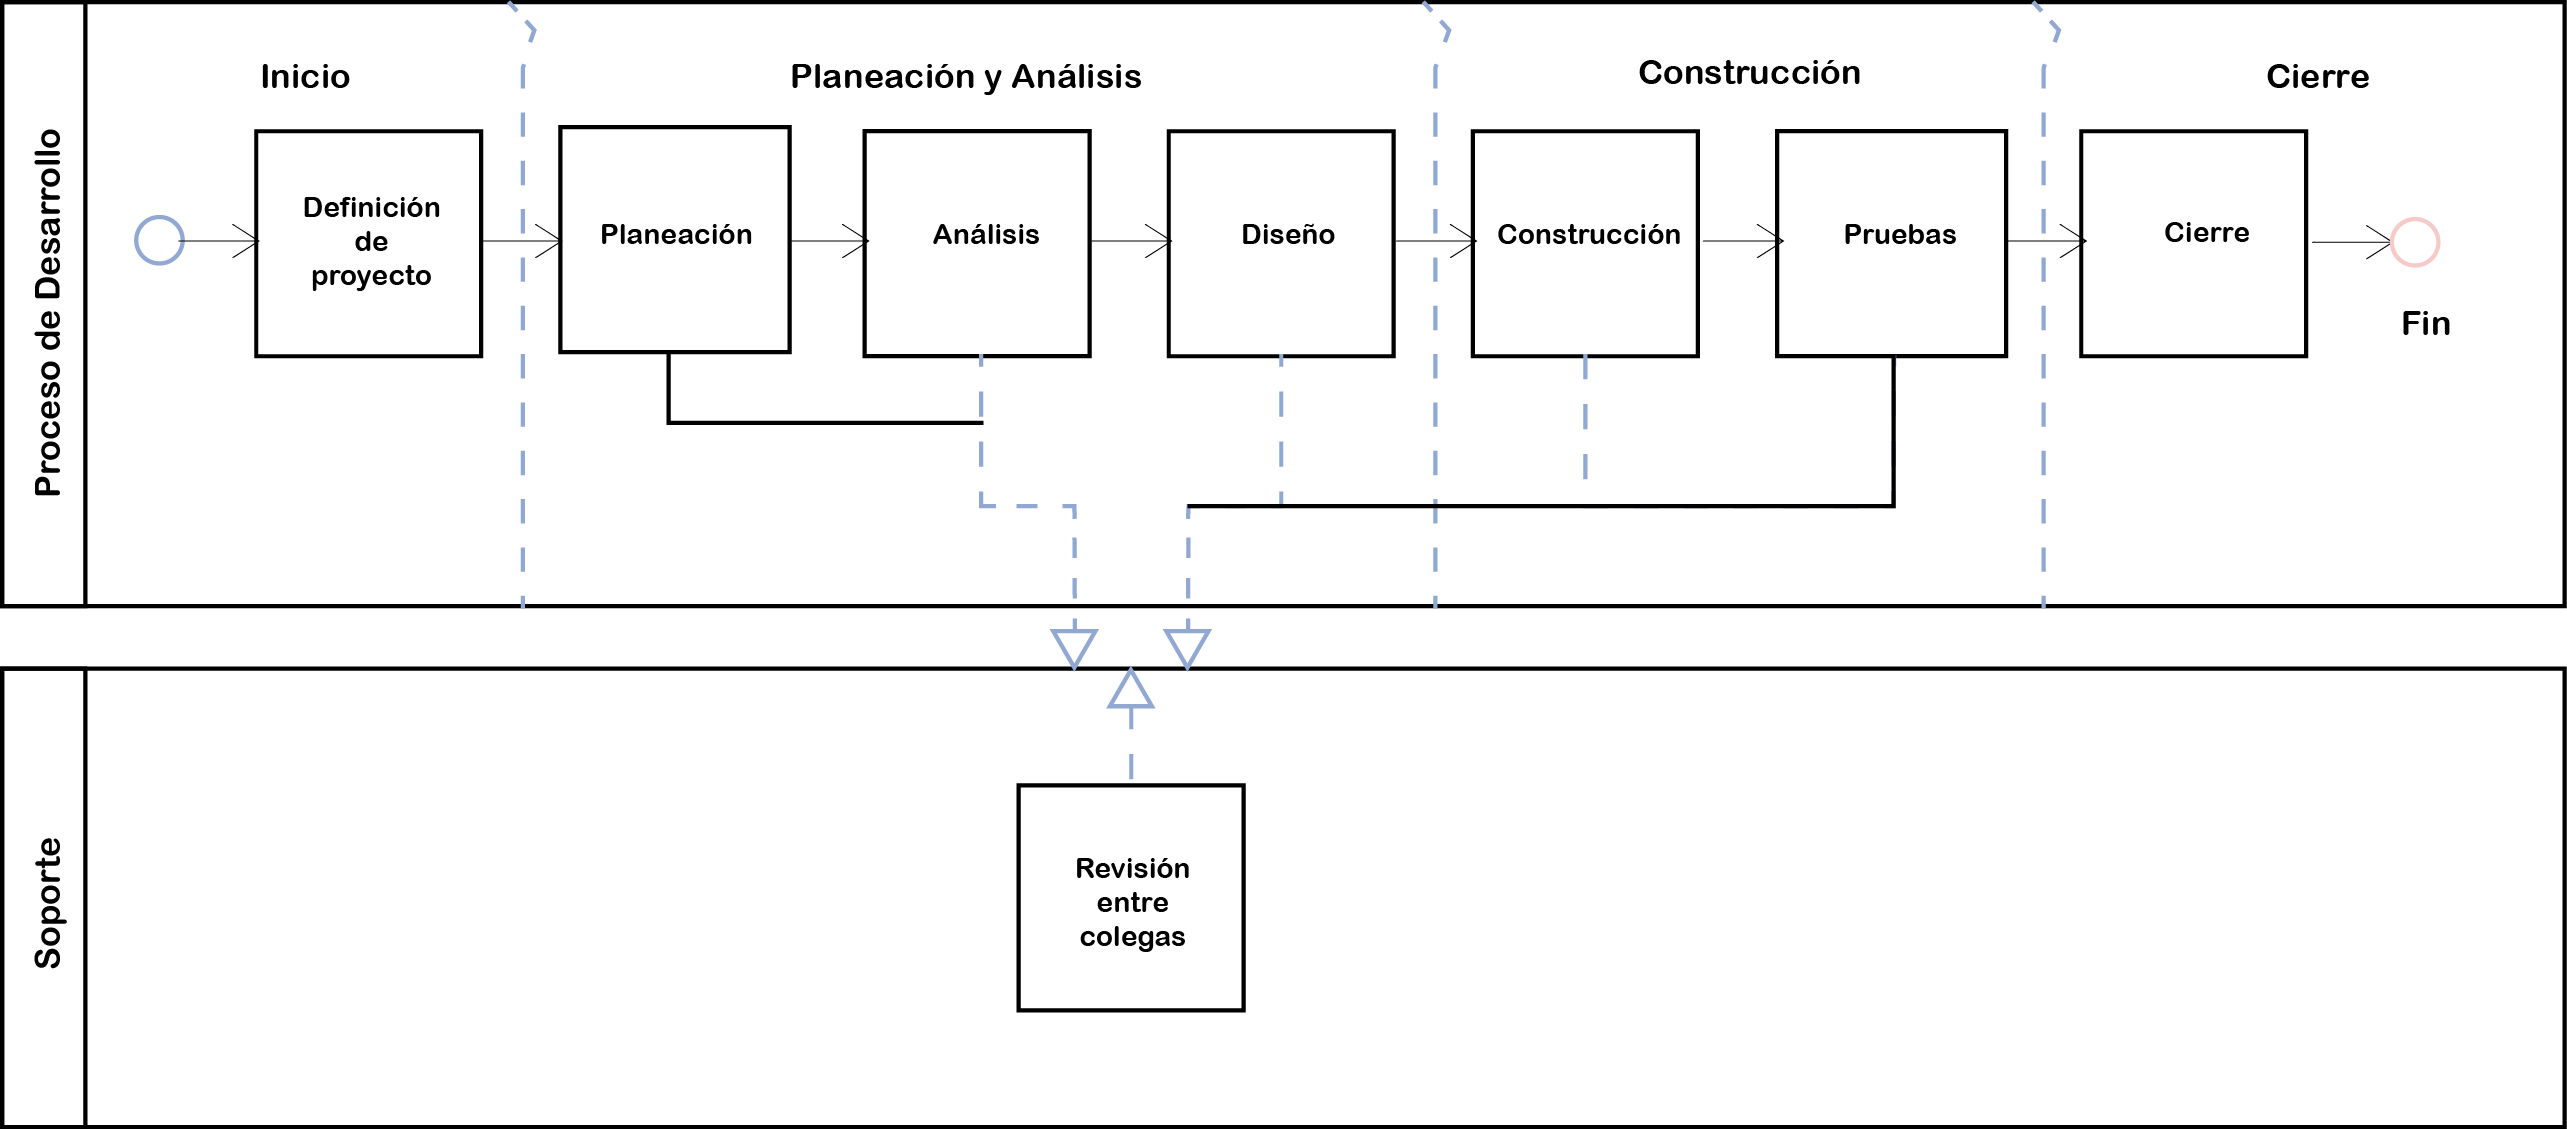 Proceso de Desarrollo
Inicio
Planeación y Análisis
Construcción
Cierre
Definición
de
proyecto
Planeación
Análisis
Diseño
Construcción
Pruebas
Cierre
Fin
Soporte
Revisión
entre
colegas